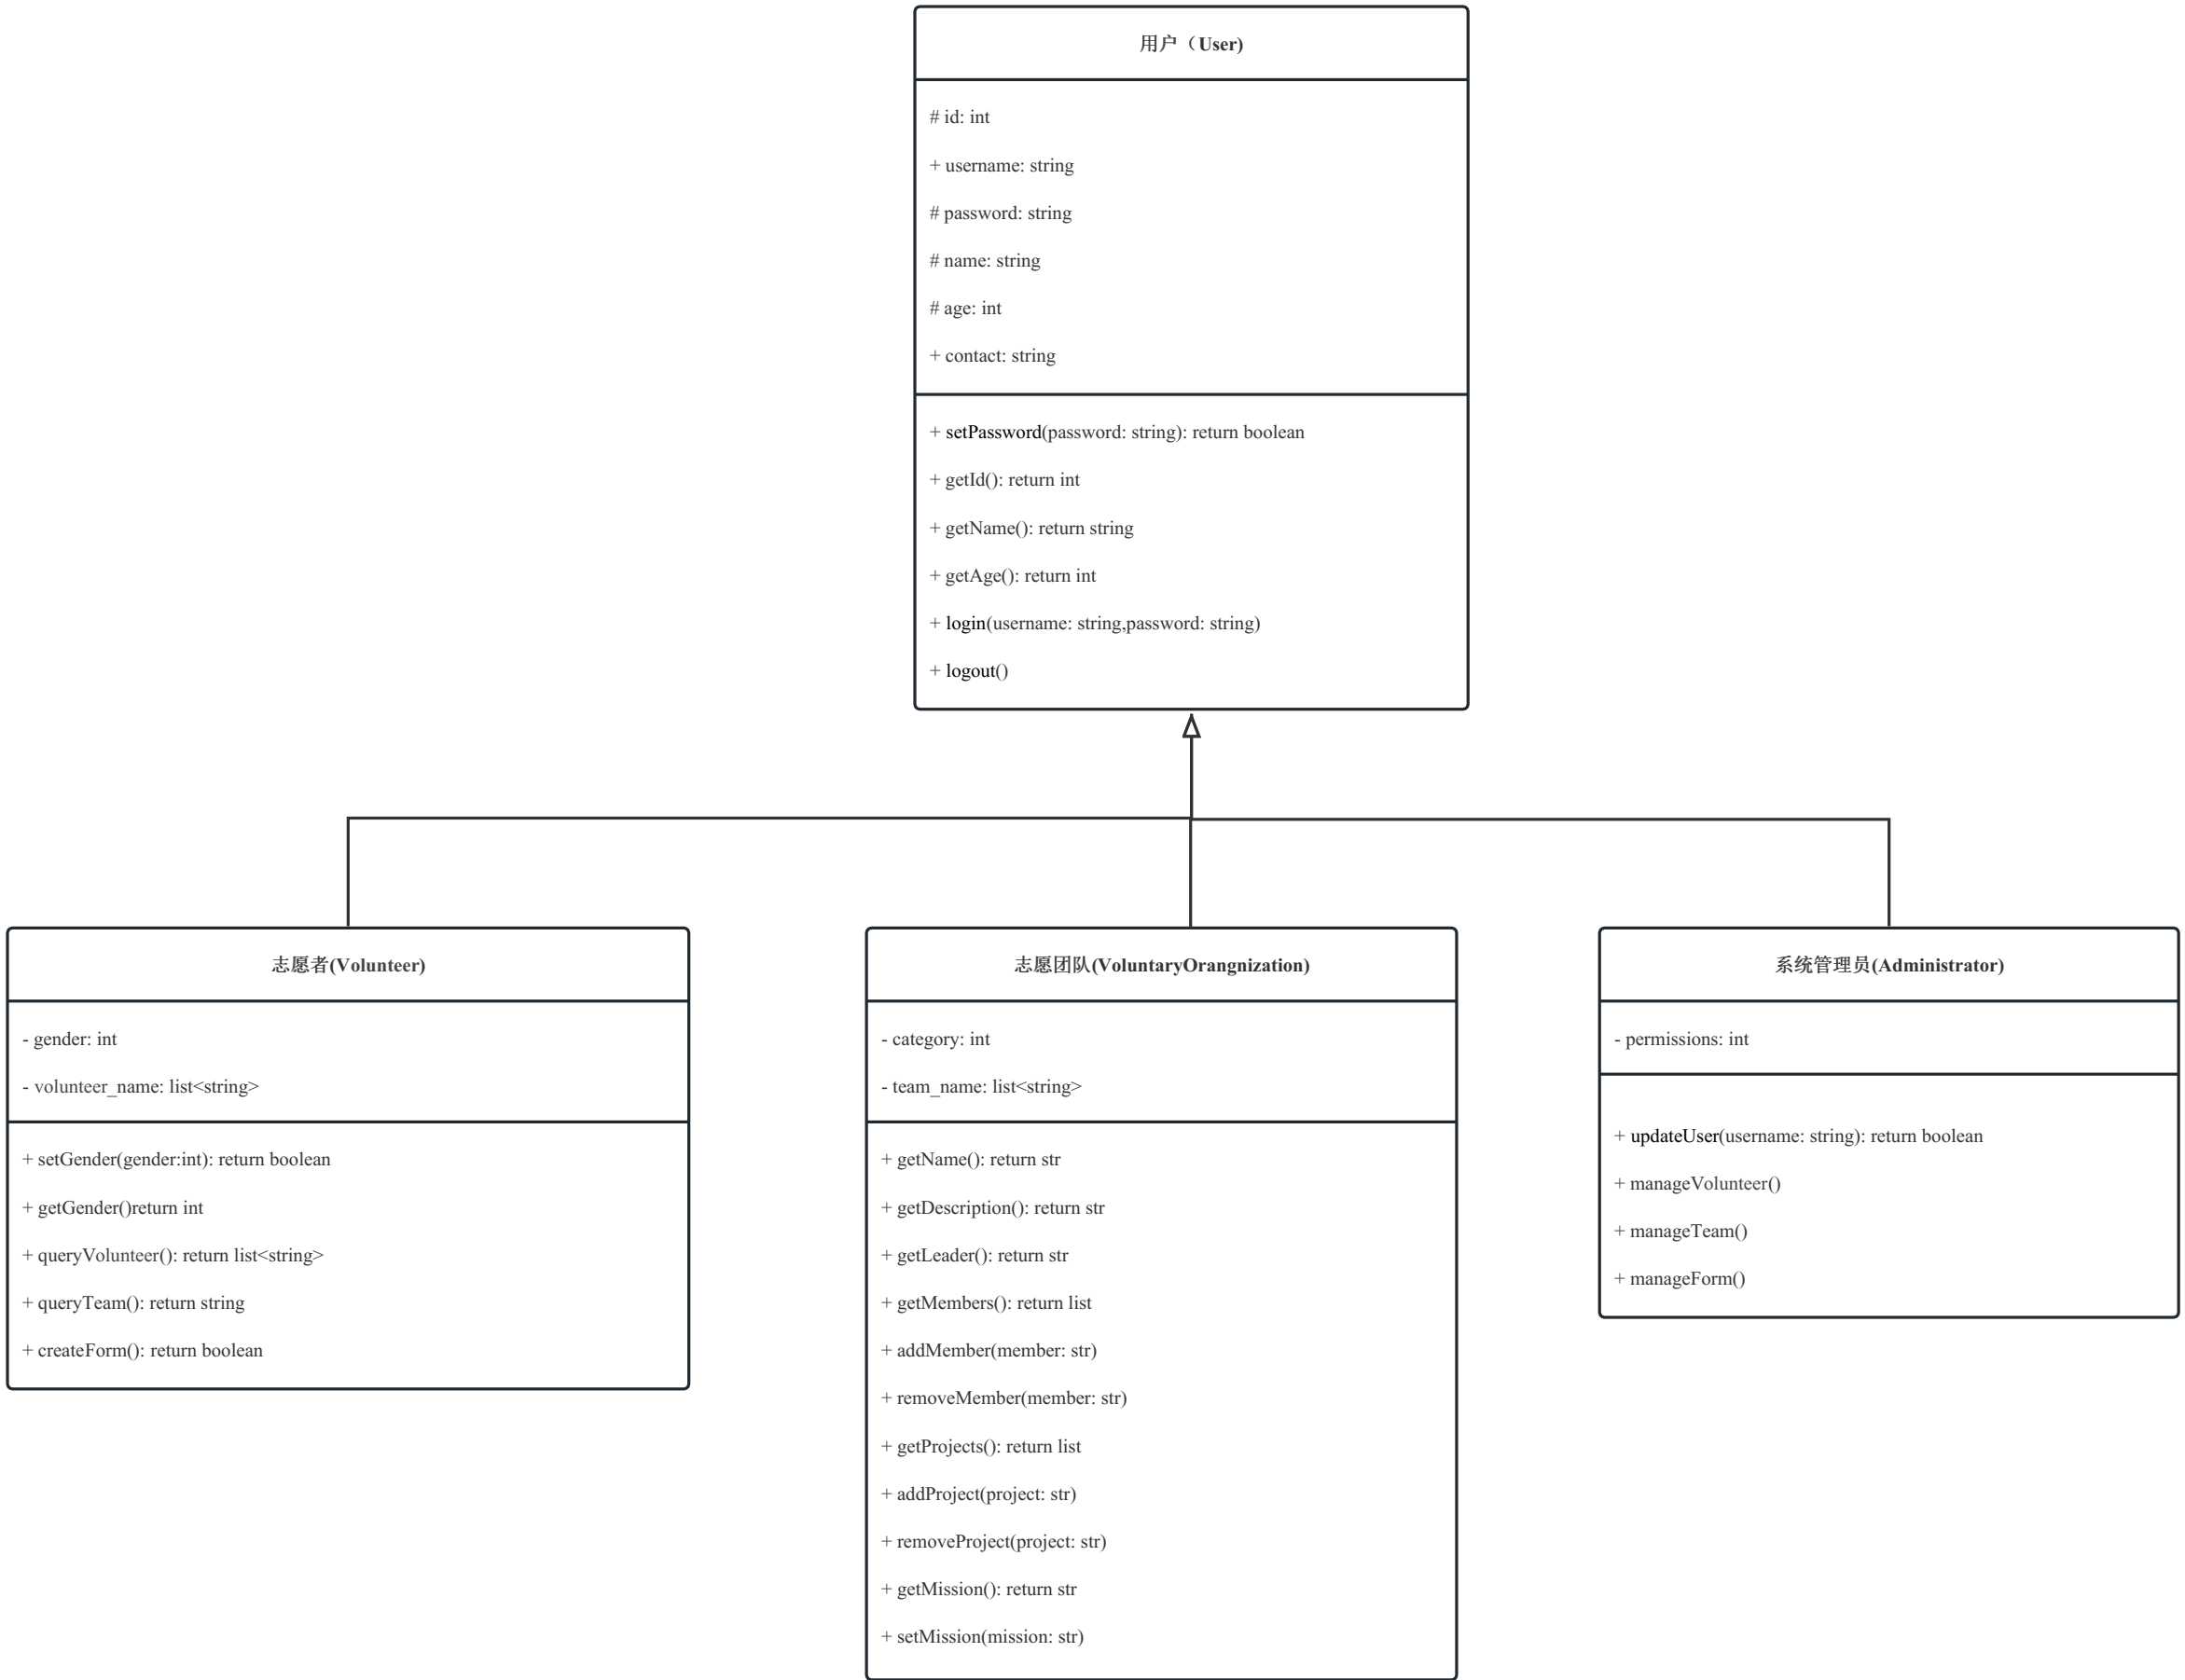 用户（User)
# id: int
+ username: string
# password: string
# name: string
# age: int
+ contact: string
+ setPassword(password: string): return boolean
+ getId(): return int
+ getName(): return string
+ getAge(): return int
+ login(username: string,password: string)
+ logout()
志愿者(Volunteer)
- gender: int
- volunteer_name: list<string>
+ setGender(gender:int): return boolean
+ getGender()return int
+ queryVolunteer(): return list<string>
+ queryTeam(): return string
+ createForm(): return boolean
志愿团队(VoluntaryOrangnization)
- category: int
- team_name: list<string>
+ getName(): return str
+ getDescription(): return str
+ getLeader(): return str
+ getMembers(): return list
+ addMember(member: str)
+ removeMember(member: str)
+ getProjects(): return list
+ addProject(project: str)
+ removeProject(project: str)
+ getMission(): return str
+ setMission(mission: str)
系统管理员(Administrator)
- permissions: int
+ updateUser(username: string): return boolean
+ manageVolunteer()
+ manageTeam()
+ manageForm()